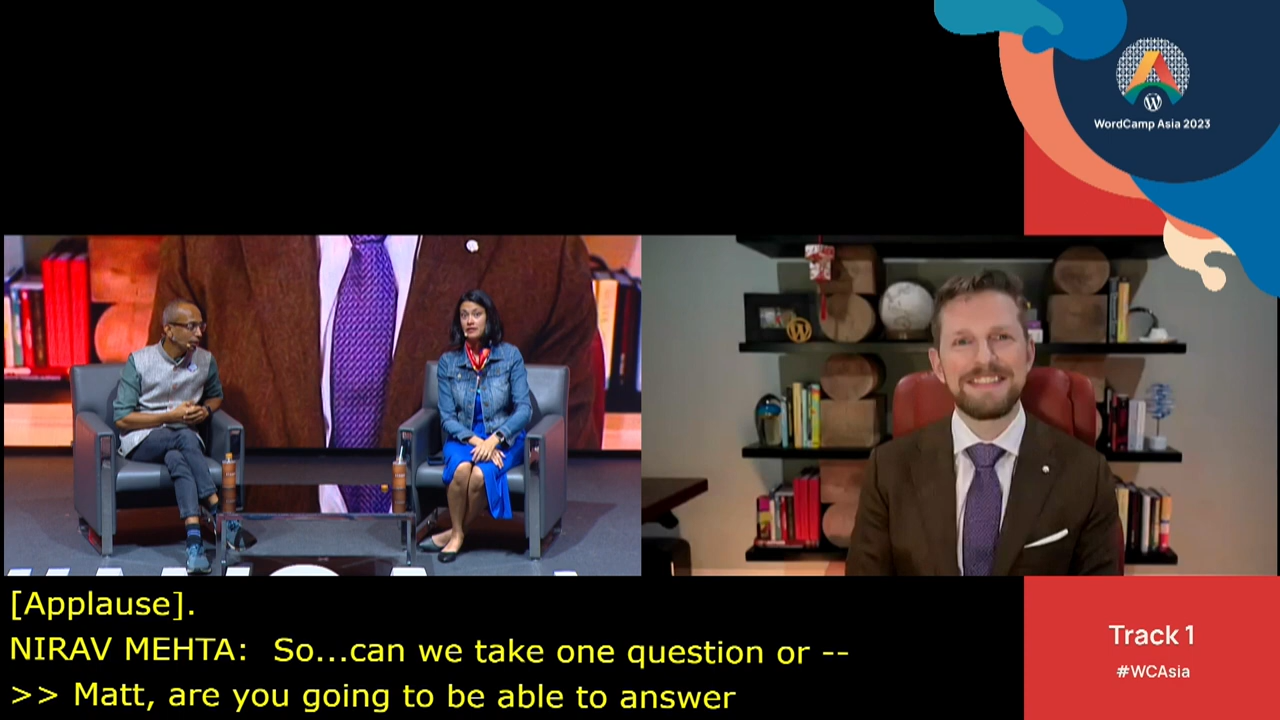 WordCamp Asia 2023
[Applause].
NIRAV MEHTA:  So...can we take one question or --
>> Matt, are you going to be able to answer
Track 1
#WCAsia